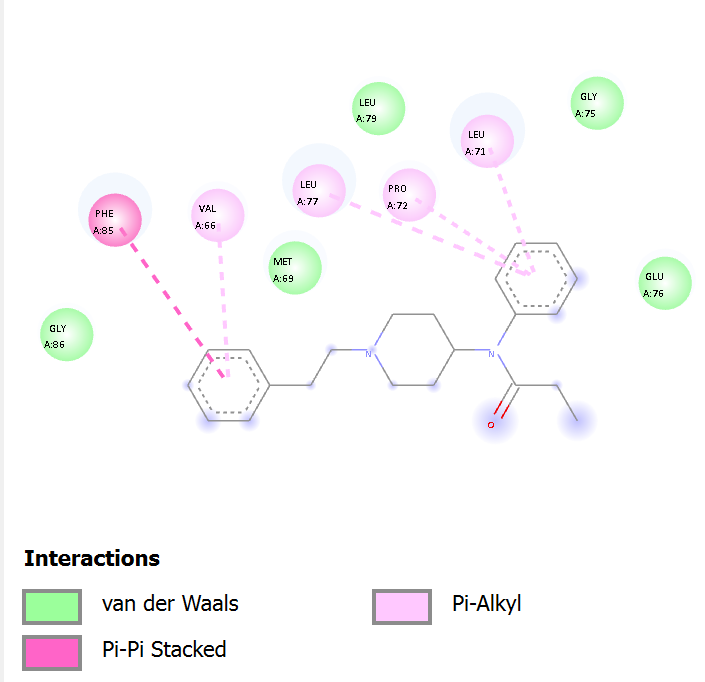 LEU
A:79
GLY
A:75
LEU
A:71
LEU
A:77
PRO
A:72
PHE
A:85
VAL
A:66
MET
A:69
GLU
A:76
GLY
A:86
N
N
O
Interactions
van der Waals
Pi-Alkyl
Pi-Pi Stacked